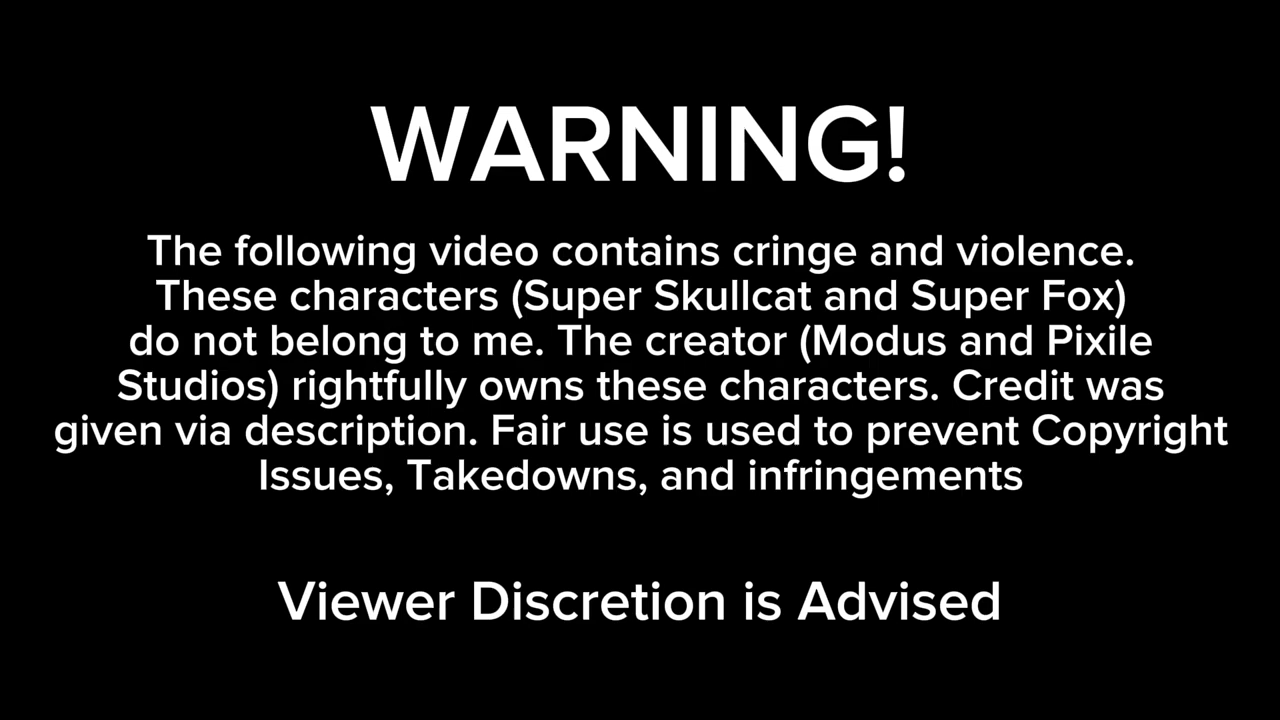 WARNING!
The following video contains cringe and violence.
These characters (Super Skullcat and Super Fox)
do not belong to me. The creator (Modus and Pixile
Studios) rightfully owns these characters. Credit was
given via description. Fair use is used to prevent Copyright
Issues, Takedowns, and infringements
Viewer Discretion is Advised